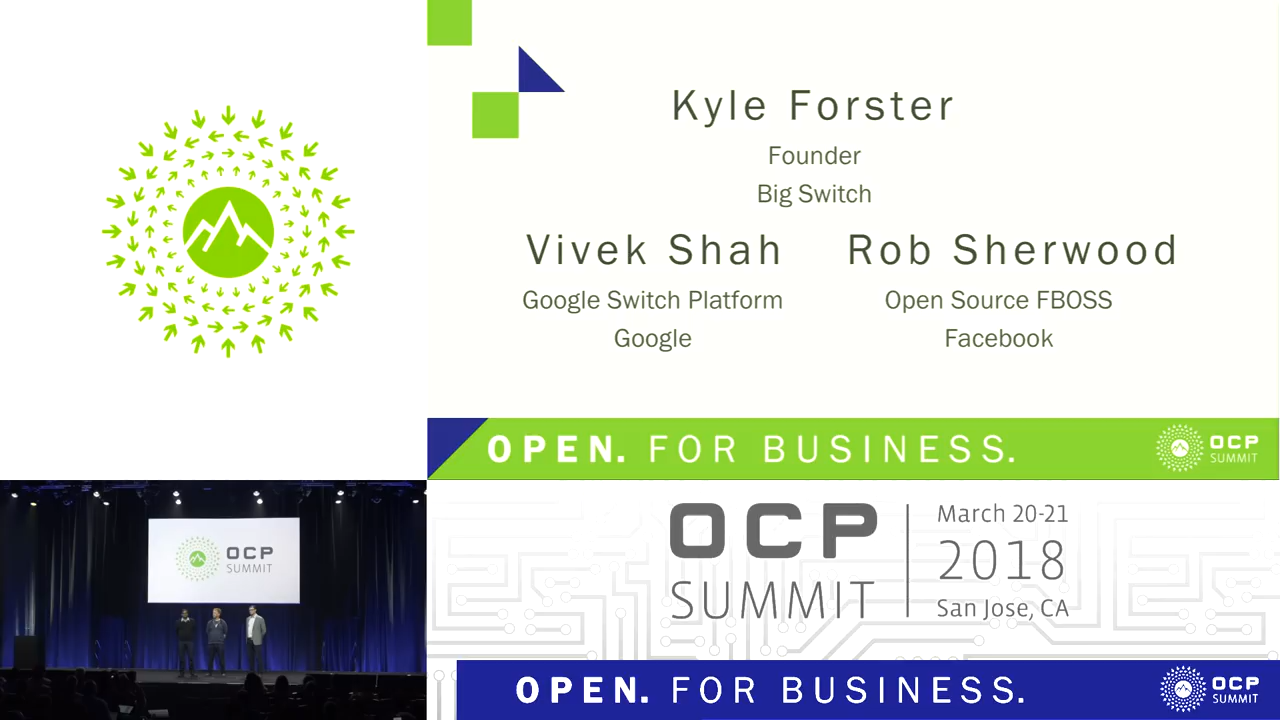 Kyle Forster
Founder
Big Switch
Vivek Shah
Google Switch Platform
Google
Rob Sherwood
Open Source FBOSS
Facebook
OPEN. FOR BUSINESS.
OCP
SUMMIT
OCP
SUMMIT
OCP
SUMMIT
March 20-21
2018
San Jose, CA
OPEN. FOR BUSINESS.
OCP
SUMMIT